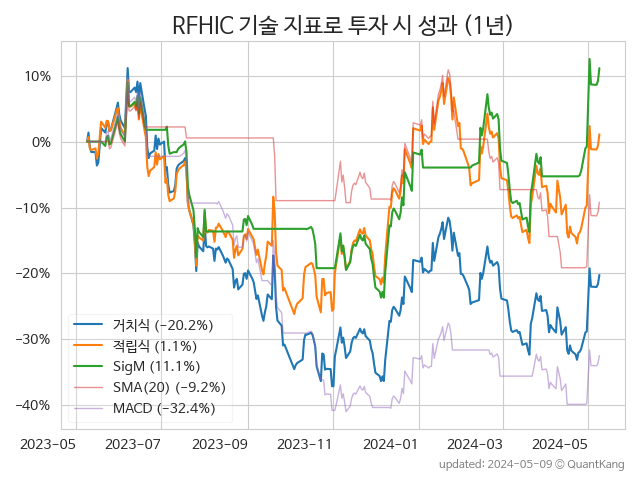 RFHIC 기술 지표로 투자 시 성과 (1년)
10%
0%
−10%
−20%
−30%
−40%
거치식 (−20.2%)
적립식 (1.1%)
SigM (11.1%)
SMA(20) (−9.2%)
MACD (−32.4%)
2023-05
2023-07
2023-09
2023-11
2024-01
2024-03
2024-05
updated: 2024-05-09 © QuantKang